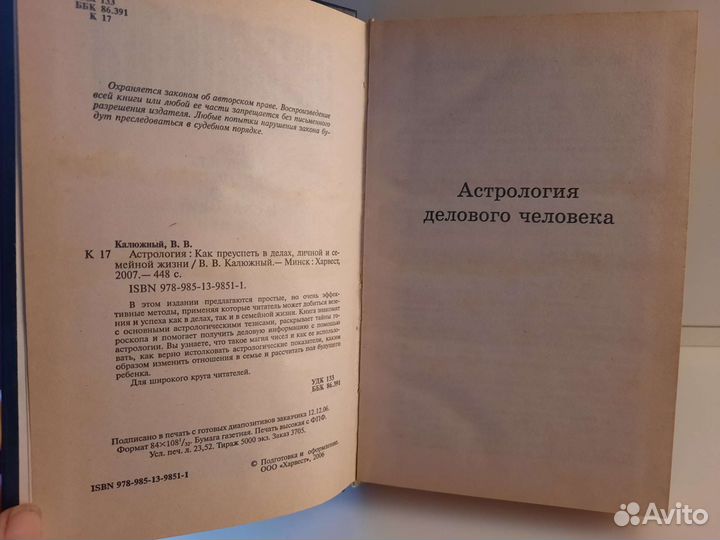 УДК 133
ББК 86.391
К 17
Охраняется законом об авторском праве. Воспроизведение
всей книги или любой ее части запрещается без письменного
разрешения издателя. Любые попытки нарушения закона бу-
дут преследоваться в судебном порядке.
Калюжный, В. В.
К 17 Астрология : Как преуспеть в делах, личной и се-
мейной жизни / В. В. Калюжный.— Минск : Харвест,
2007.— 448 с.
ISBN 978-985-13-9851-1.
В этом издании предлагаются простые, но очень эффек-
тивные методы, применяя которые читатель может добиться везе-
ния и успеха как в делах, так и в семейной жизни. Книга знакомит
с основными астрологическими тезисами, раскрывает тайны го-
роскопа и помогает получить деловую информацию с помощью
астрологии. Вы узнаете, что такое магия чисел и как ее использо-
вать, как верно истолковать астрологические показатели, каким
образом изменить отношения в семье и рассчитать пол будущего
ребенка.
Для широкого круга читателей.
УДК 133
ББК 86.391
Подписано в печать с готовых диапозитивов заказчика 12.12.06.
Формат 84×108 1/32. Бумага газетная. Печать высокая с ФПФ.
Усл. печ. л. 23,52. Тираж 5000 экз. Заказ 3705.
© Подготовка и оформление.
ООО «Харвест», 2006
ISBN 978-985-13-9851-1
Астрология
делового человека
Avito